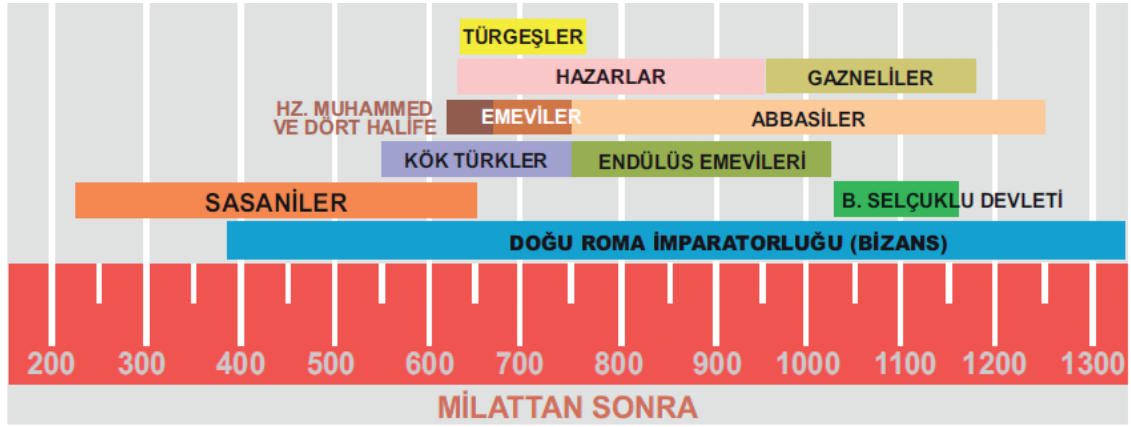 TÜRGEŞLER
HAZARLAR
GAZNELİLER
HZ. MUHAMMED
VE DÖRT HALİFE
EMEVİLER
ABBASİLER
KÖK TÜRKLER
ENDÜLÜS EMEVİLERİ
SASANİLER
B. SELÇUKLU DEVLETİ
DOĞU ROMA İMPARATORLUĞU (BİZANS)
200 300 400 500 600 700 800 900 1000 1100 1200 1300
MİLATTAN SONRA